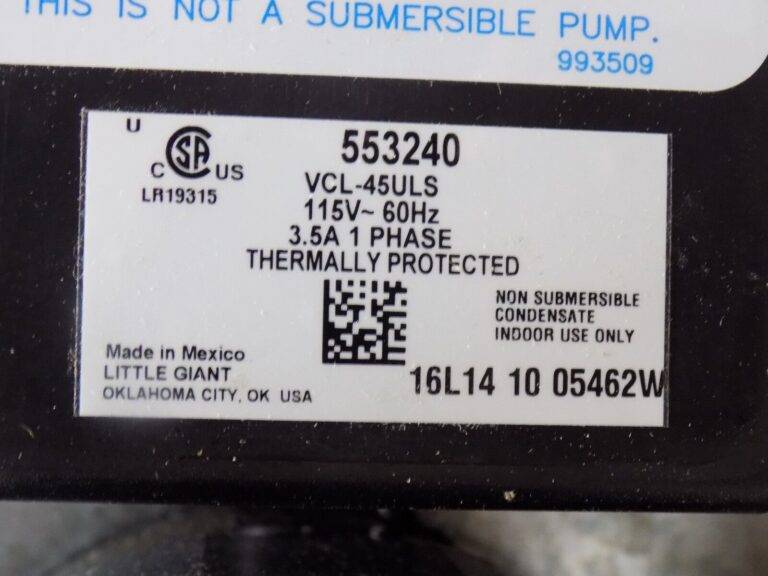 THIS IS NOT A SUBMERSIBLE PUMP.
993509
U
CSA
C US
LR19315
553240
VCL-45ULS
115V~ 60Hz
3.5A 1 PHASE
THERMALLY PROTECTED
NON SUBMERSIBLE
CONDENSATE
INDOOR USE ONLY
Made in Mexico
LITTLE GIANT
OKLAHOMA CITY, OK USA
16L14 10 05462W